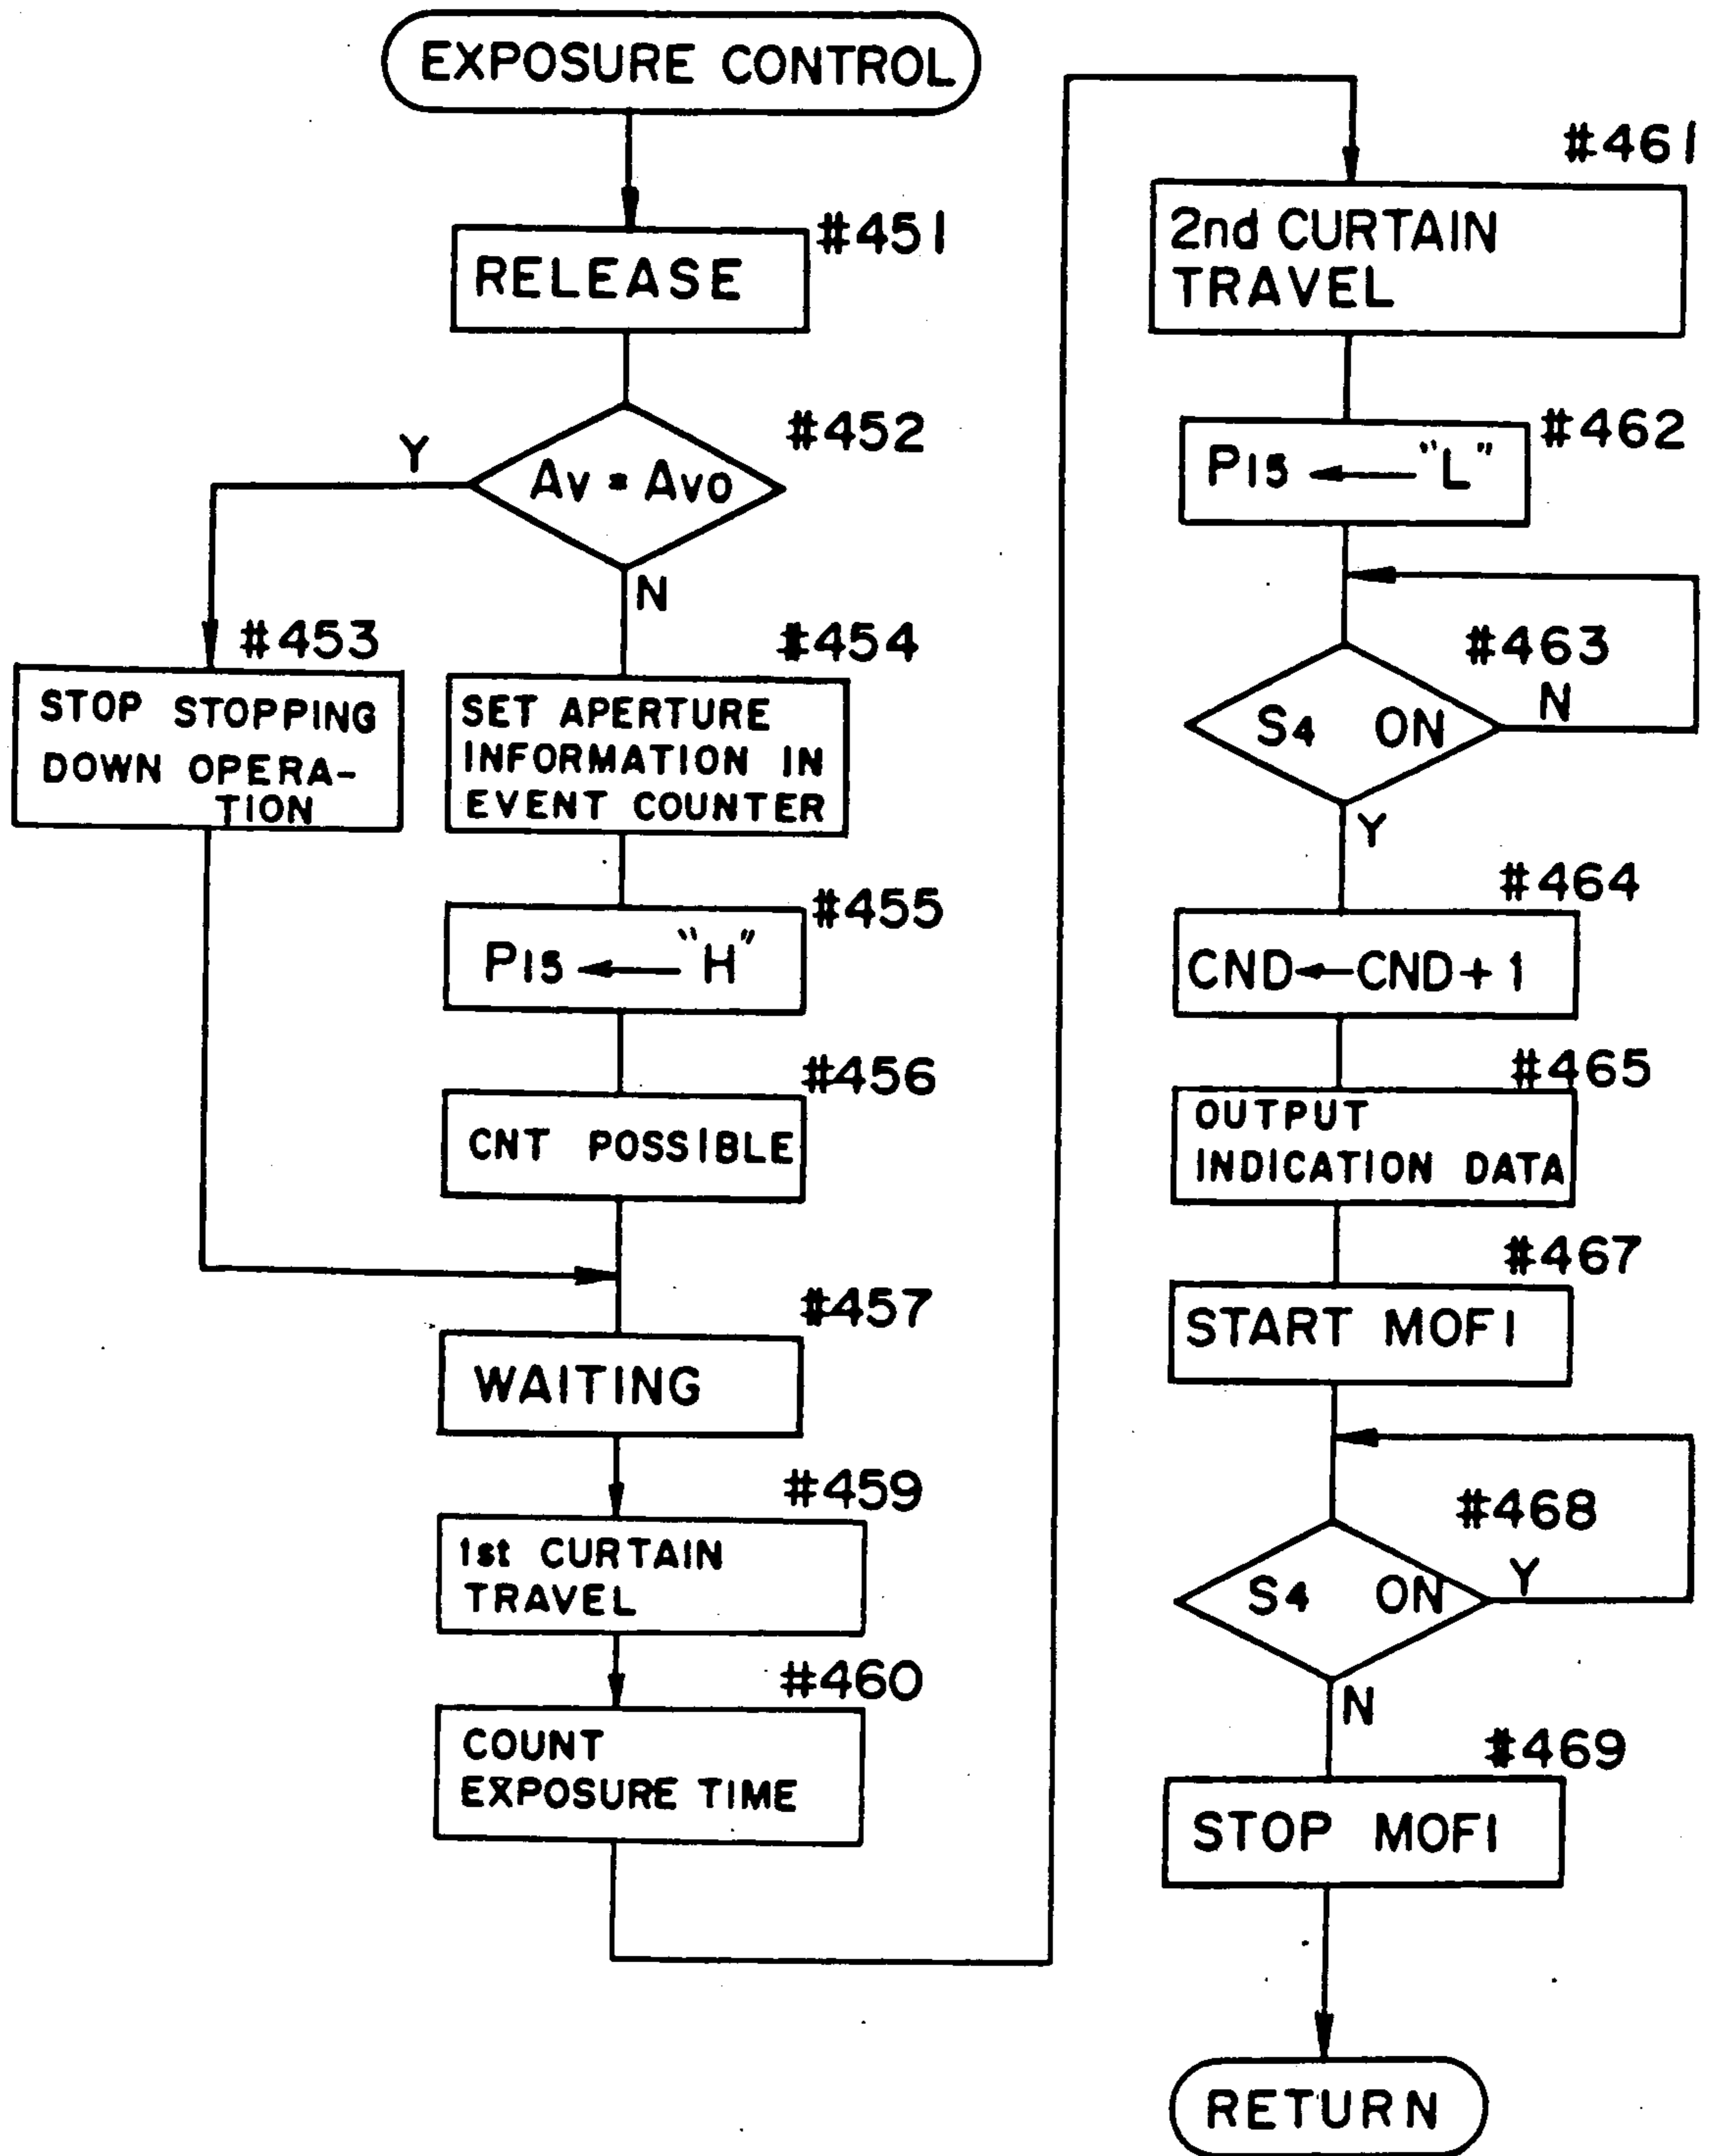 EXPOSURE CONTROL
#451
RELEASE
#452
Y
Av = Avo
N
#453
STOP STOPPING
DOWN OPERA-
TION
#454
SET APERTURE
INFORMATION IN
EVENT COUNTER
#455
P15 ← "H"
#456
CNT POSSIBLE
#457
WAITING
#459
1st CURTAIN
TRAVEL
#460
COUNT
EXPOSURE TIME
#461
2nd CURTAIN
TRAVEL
#462
P15 ← "L"
#463
S4 ON
N
Y
#464
CND ← CND + 1
#465
OUTPUT
INDICATION DATA
#467
START MOFI
#468
S4 ON
Y
N
#469
STOP MOFI
RETURN